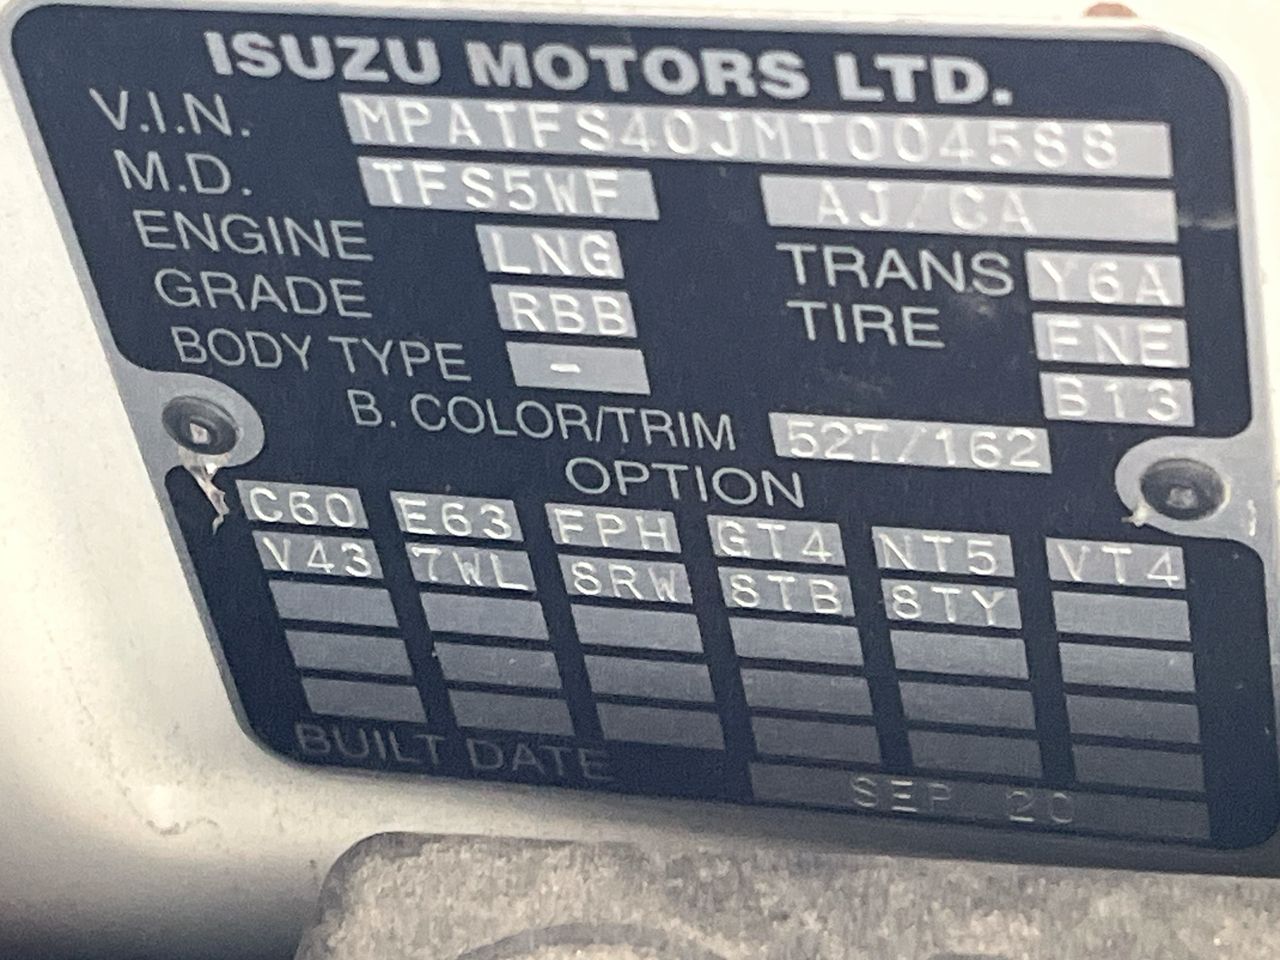 ISUZU MOTORS LTD.
V.I.N. MPATFS40JMT004588
M.D. TFS5WF AJ/CA
ENGINE LNG TRANS Y6A
GRADE RBB TIRE FNE
BODY TYPE - B13
B. COLOR/TRIM 527/162
OPTION
C60 E63 FPH GT4 NT5 VT4
V43 7WL 8RW 8TB 8TY
BUILT DATE SEP 20